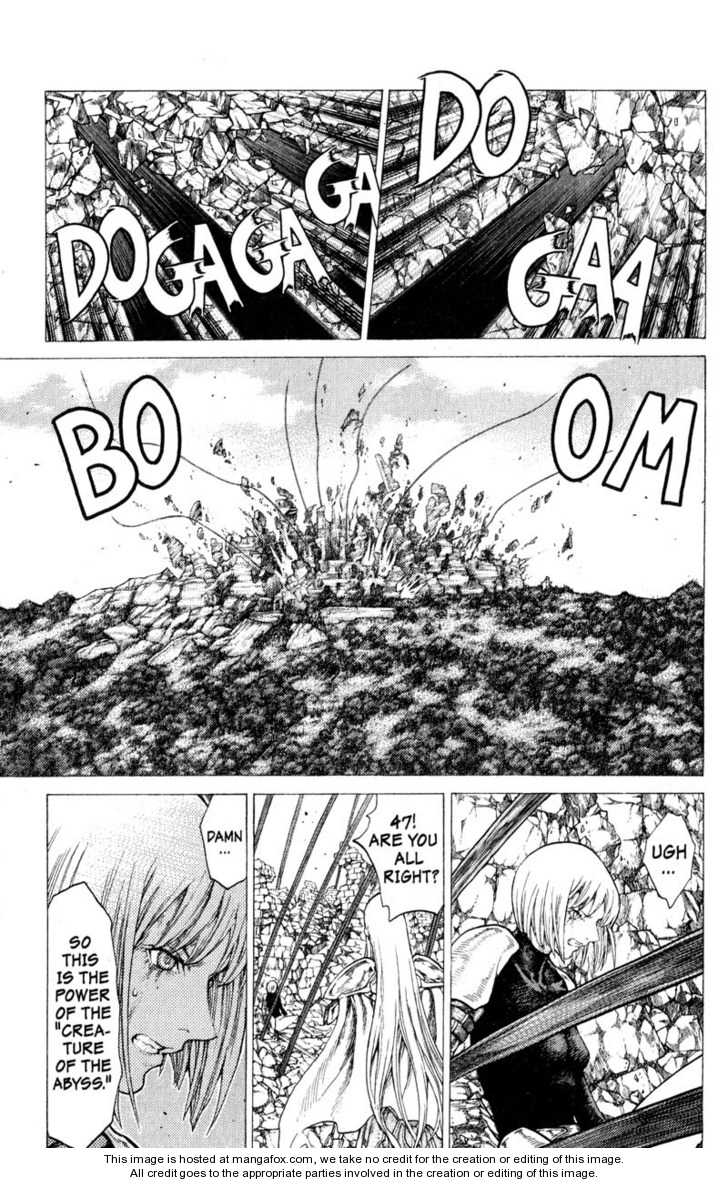 DO
GAA
DOGAGAGA
BO
OM
UGH
...
47!
ARE YOU
ALL
RIGHT?
DAMN
...
SO
THIS
IS THE
POWER
OF THE
"CREA-
TURE
OF THE
ABYSS."
This image is hosted at mangafox.com, we take no credit for the creation or editing of this image.
All credit goes to the appropriate parties involved in the creation or editing of this image.